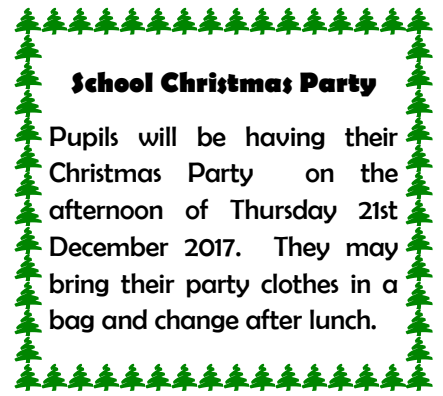 School Christmas Party
Pupils will be having their
Christmas Party on the
afternoon of Thursday 21st
December 2017. They may
bring their party clothes in a
bag and change after lunch.